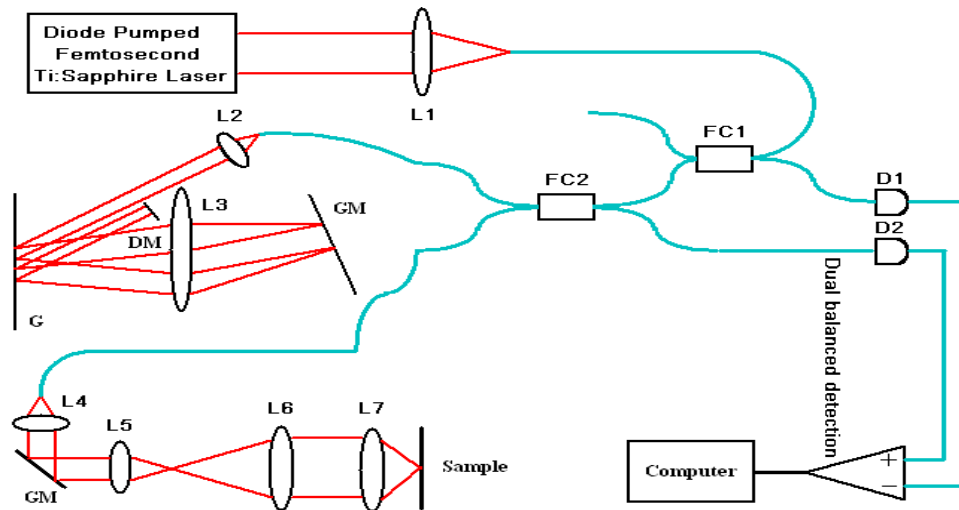 Diode Pumped
Femtosecond
Ti:Sapphire Laser
L1
L2
FC1
FC2
D1
D2
L3
GM
DM
G
Dual balanced detection
L4
L5
L6
L7
GM
Sample
Computer
+
−